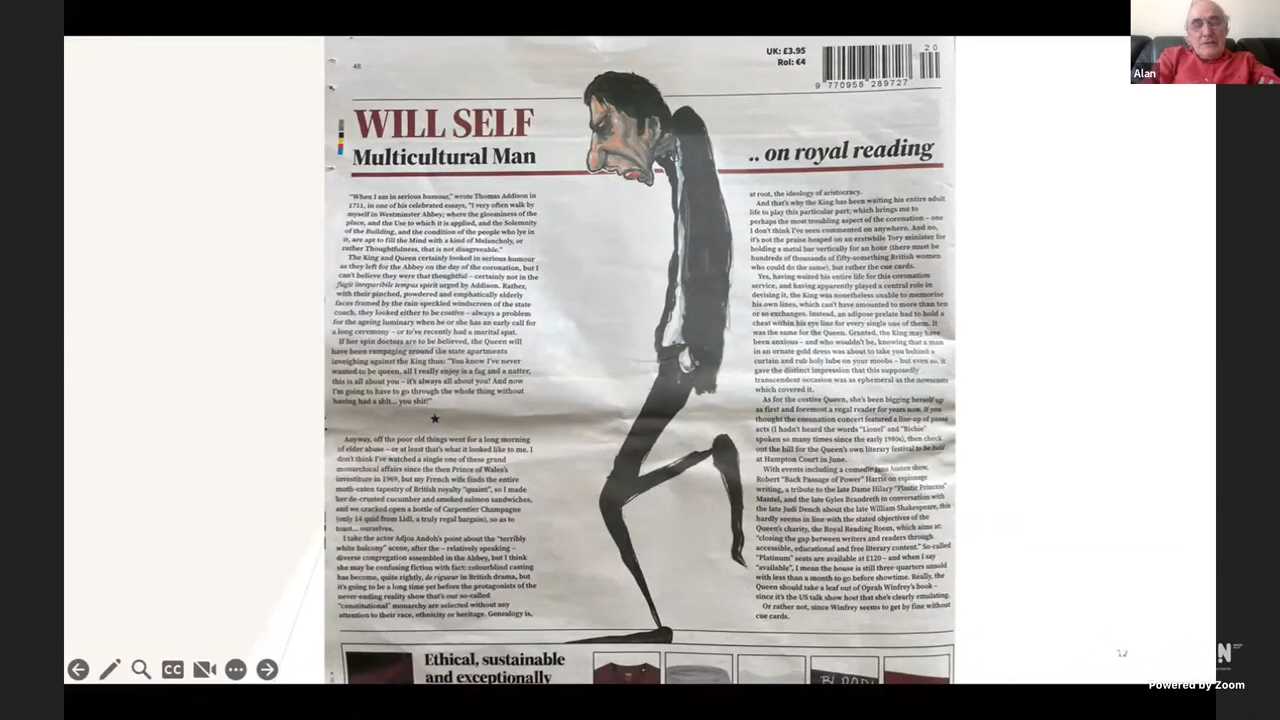 Alan
48
UK: £3.95
RoI: €4
20
9 770958 289727
WILL SELF
Multicultural Man
.. on royal reading
"When I am in serious humour," wrote Thomas Addison in
1711, in one of his celebrated essays, "I very often walk by
myself in Westminster Abbey; where the gloominess of the
place, and the Use to which it is applied, and the Solemnity
of the Building, and the condition of the people who lye in
it, are apt to fill the Mind with a kind of Melancholy, or
rather Thoughtfulness, that is not disagreeable."
The King and Queen certainly looked in serious humour
as they left for the Abbey on the day of the coronation, but I
can't believe they were that thoughtful – certainly not in the
fugit inreparibile tempus spirit urged by Addison. Rather,
with their pinched, powdered and emphatically elderly
faces framed by the rain-speckled windscreen of the state
coach, they looked either to be costive – always a problem
for the ageing luminary when he or she has an early call for
a long ceremony – or to've recently had a marital spat.
If her spin doctors are to be believed, the Queen will
have been rampaging around the state apartments
inveighing against the King thus: "You know I've never
wanted to be queen, all I really enjoy is a fag and a natter,
this is all about you – it's always all about you! And now
I'm going to have to go through the whole thing without
having had a shit... you shit!"
Anyway, off the poor old things went for a long morning
of elder abuse – or at least that's what it looked like to me. I
don't think I've watched a single one of these grand
monarchical affairs since the then Prince of Wales's
investiture in 1969, but my French wife finds the entire
moth-eaten tapestry of British royalty "quaint", so I made
her de-crusted cucumber and smoked salmon sandwiches,
and we cracked open a bottle of Carpentier Champagne
(only 14 quid from Lidl, a truly regal bargain), so as to
toast... ourselves.
I take the actor Adjoa Andoh's point about the "terribly
white balcony" scene, after the – relatively speaking –
diverse congregation assembled in the Abbey, but I think
she may be confusing fiction with fact: colourblind casting
has become, quite rightly, de rigueur in British drama, but
it's going to be a long time yet before the protagonists of the
never-ending reality show that's our so-called
"constitutional" monarchy are selected without any
attention to their race, ethnicity or heritage. Genealogy is,
at root, the ideology of aristocracy.
And that's why the King has been waiting his entire adult
life to play this particular part; which brings me to
perhaps the most troubling aspect of the coronation – one
I don't think I've seen commented on anywhere. And no,
it's not the praise heaped on an erstwhile Tory minister for
holding a metal bar vertically for an hour (there must be
hundreds of thousands of fifty-something British women
who could do the same), but rather the cue cards.
Yes, having waited his entire life for this coronation
service, and having apparently played a central role in
devising it, the King was nonetheless unable to memorise
his own lines, which can't have amounted to more than ten
or so exchanges. Instead, an adipose prelate had to hold a
cheat within his eye line for every single one of them. It
was the same for the Queen. Granted, the King may have
been anxious – and who wouldn't be, knowing that a man
in an ornate gold dress was about to take you behind a
curtain and rub holy lube on your moobs – but even so, it
gave the distinct impression that this supposedly
transcendent occasion was as ephemeral as the newscasts
which covered it.
As for the costive Queen, she's been bigging herself up
as first and foremost a regal reader for years now. If you
thought the coronation concert featured a line-up of passé
acts (I hadn't heard the words "Lionel" and "Richie"
spoken so many times since the early 1980s), then check
out the bill for the Queen's own literary festival to be held
at Hampton Court in June.
With events including a comedic Jane Austen show,
Robert "Back Passage of Power" Harris on espionage
writing, a tribute to the late Dame Hilary "Plastic Princess"
Mantel, and the late Gyles Brandreth in conversation with
the late Judi Dench about the late William Shakespeare, this
hardly seems in line with the stated objectives of the
Queen's charity, the Royal Reading Room, which aims at:
"closing the gap between writers and readers through
accessible, educational and free literary content." So-called
"Platinum" seats are available at £120 – and when I say
"available", I mean the house is still three-quarters unsold
with less than a month to go before showtime. Really, the
Queen should take a leaf out of Oprah Winfrey's book –
since it's the US talk show host that she's clearly emulating.
Or rather not, since Winfrey seems to get by fine without
cue cards.
Ethical, sustainable
and exceptionally
BLOOD!
CC
12
N
Powered by Zoom